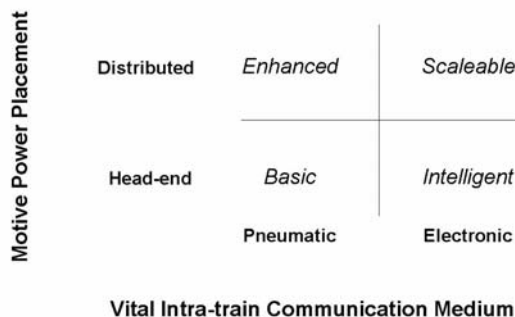 Motive Power Placement
Distributed Enhanced Scaleable
Head-end Basic Intelligent
Pneumatic Electronic
Vital Intra-train Communication Medium